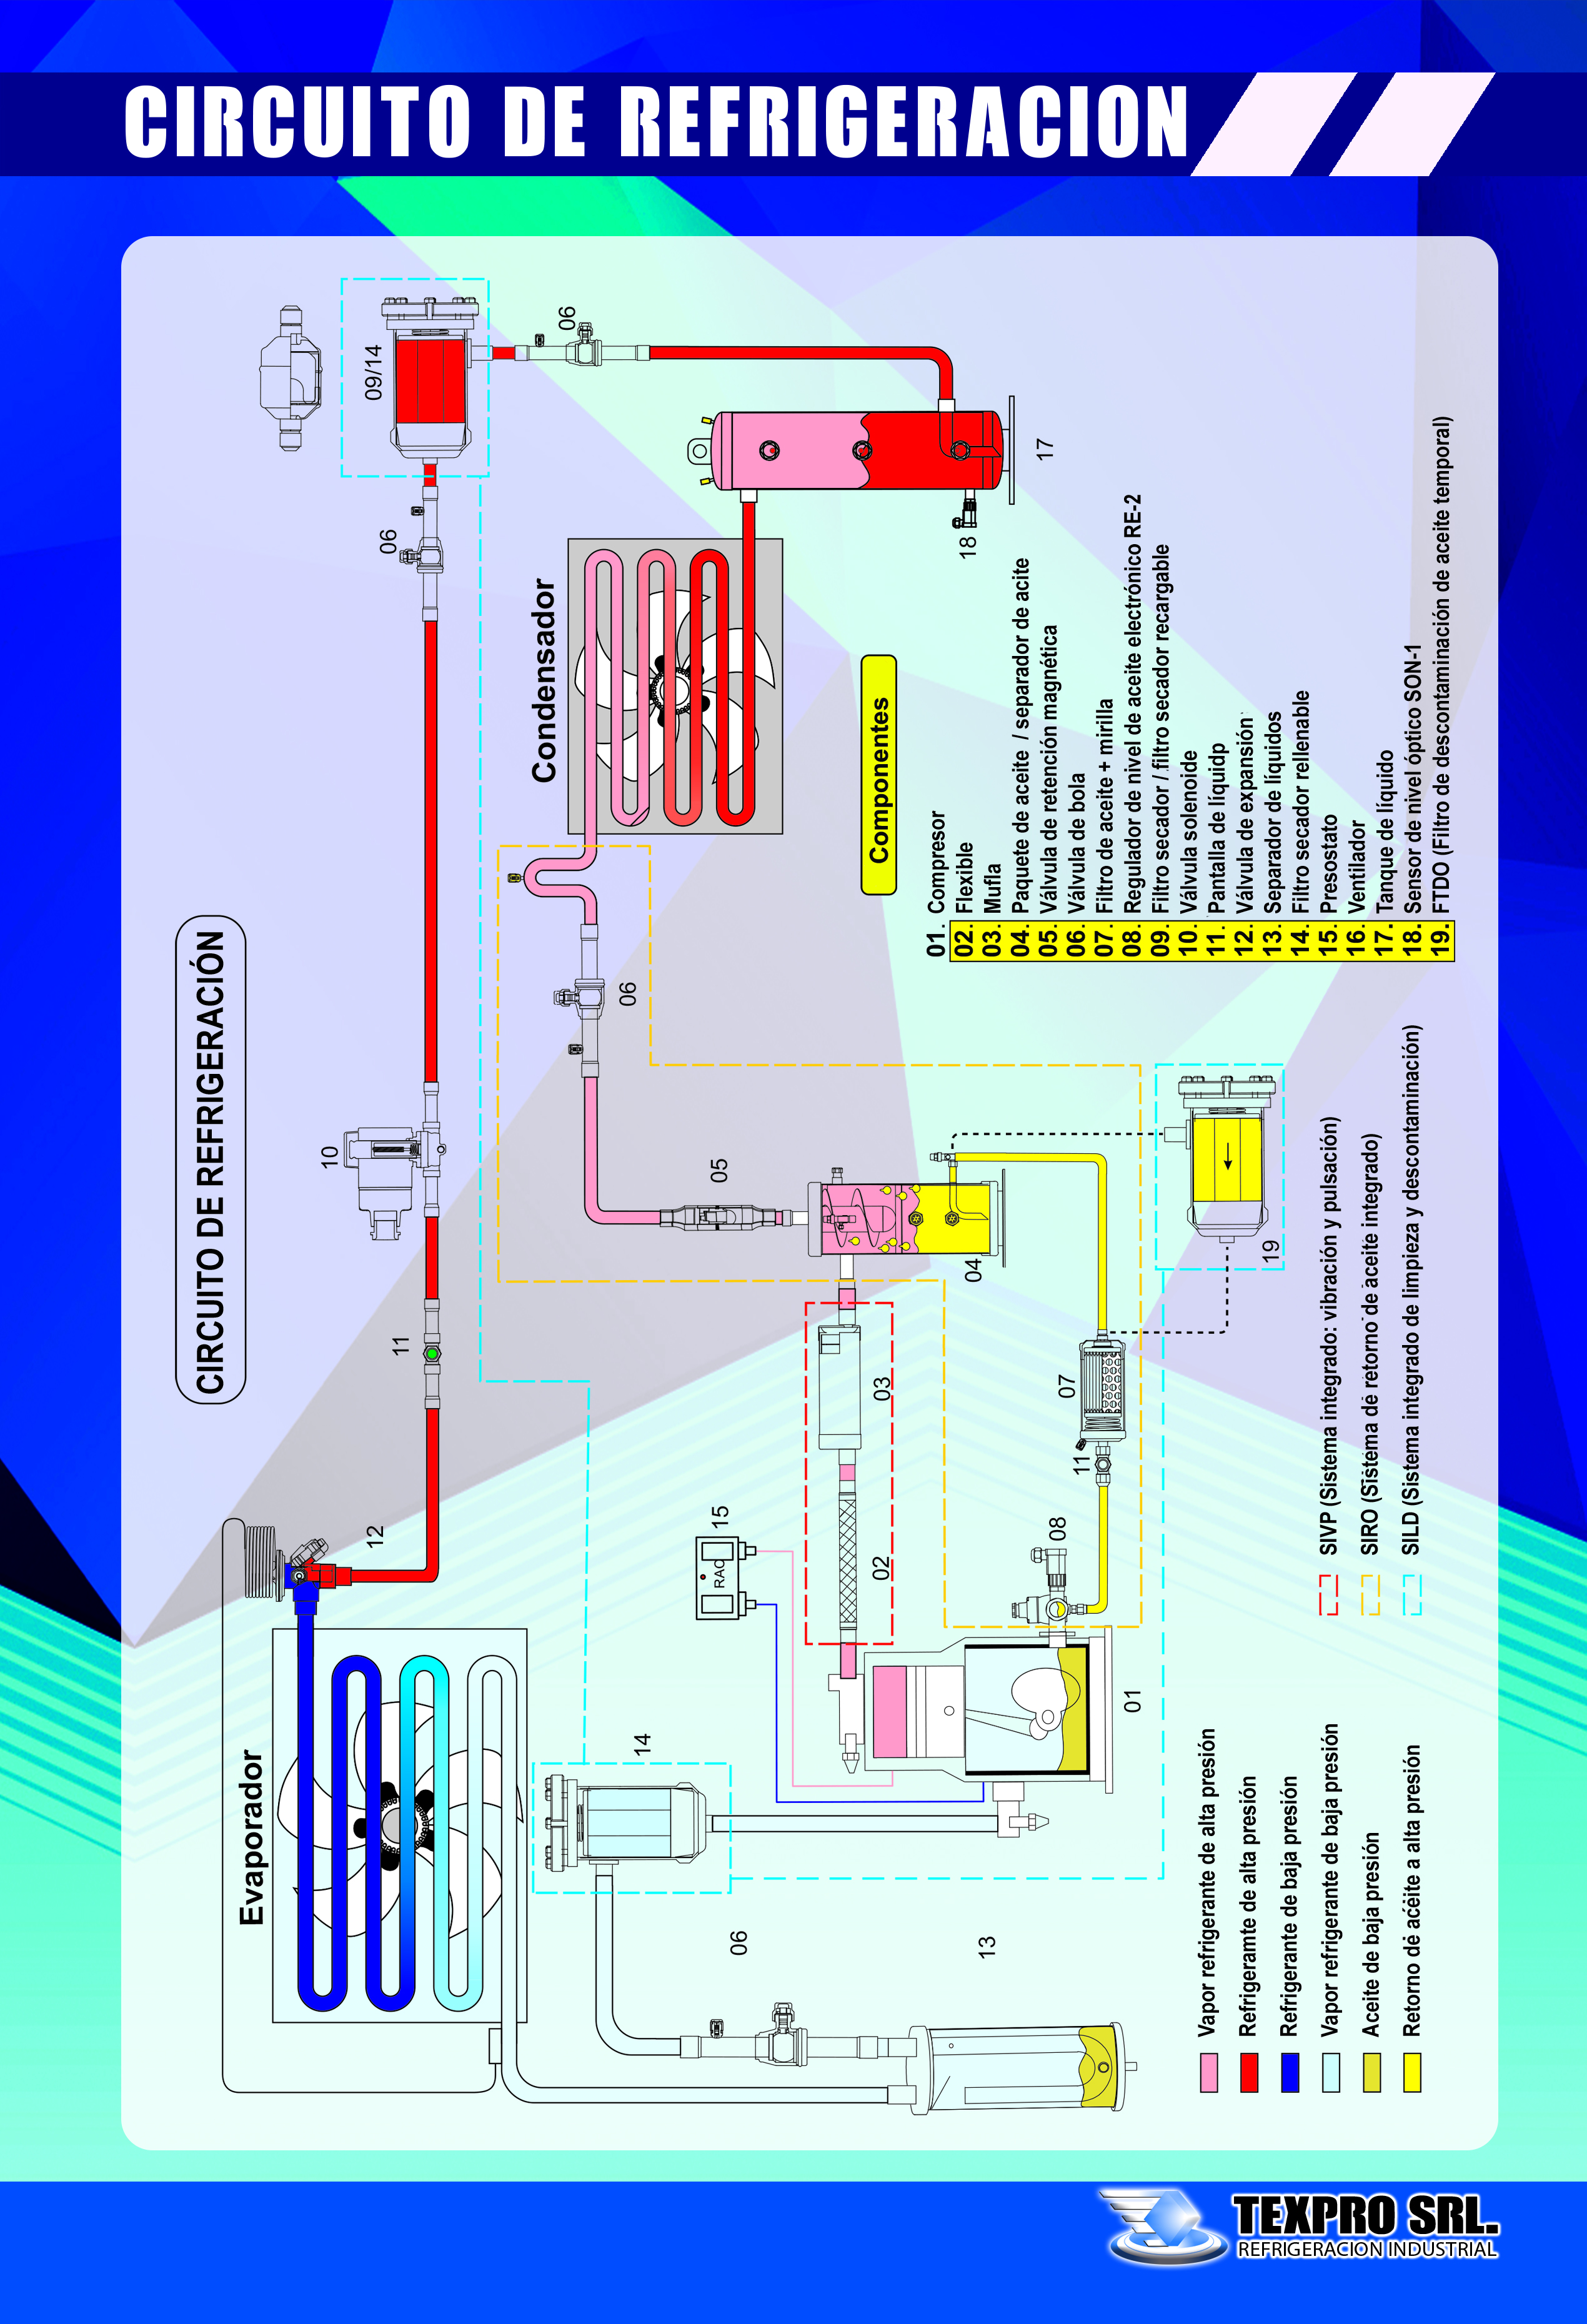 CIRCUITO DE REFRIGERACION
CIRCUITO DE REFRIGERACIÓN
Evaporador
12
11
10
06
09/14
Condensador
06
06
17
18
05
04
03
02
15
RAC
14
06
13
01
08
11
07
19
Componentes
01. Compresor
02. Flexible
03. Mufla
04. Paquete de aceite / separador de acite
05. Válvula de retención magnética
06. Válvula de bola
07. Filtro de aceite + mirilla
08. Regulador de nivel de aceite electrónico RE-2
09. Filtro secador / filtro secador recargable
10. Válvula solenoide
11. Pantalla de líquidp
12. Válvula de expansión
13. Separador de líquidos
14. Filtro secador rellenable
15. Presostato
16. Ventilador
17. Tanque de líquido
18. Sensor de nivel óptico SON-1
19. FTDO (Filtro de descontaminación de aceite temporal)
Vapor refrigerante de alta presión
Refrigeramte de alta presión
Refrigerante de baja presión
Vapor refrigerante de baja presión
Aceite de baja presión
Retorno de aceite a alta presión
SIVP (Sistema integrado: vibración y pulsación)
SIRO (Sistema de retorno de aceite integrado)
SILD (Sistema integrado de limpieza y descontaminación)
TEXPRO SRL.
REFRIGERACION INDUSTRIAL